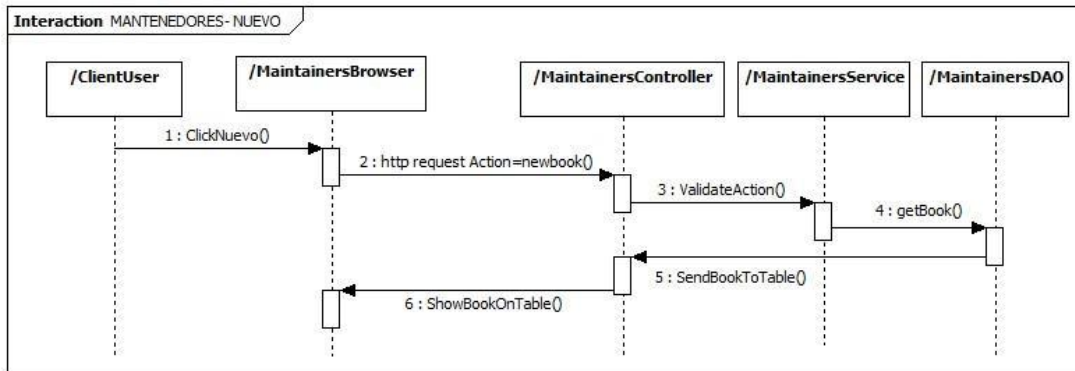 Interaction MANTENEDORES- NUEVO
/ClientUser
/MaintainersBrowser
/MaintainersController
/MaintainersService
/MaintainersDAO
1 : ClickNuevo()
2 : http request Action=newbook()
3 : ValidateAction()
4 : getBook()
5 : SendBookToTable()
6 : ShowBookOnTable()